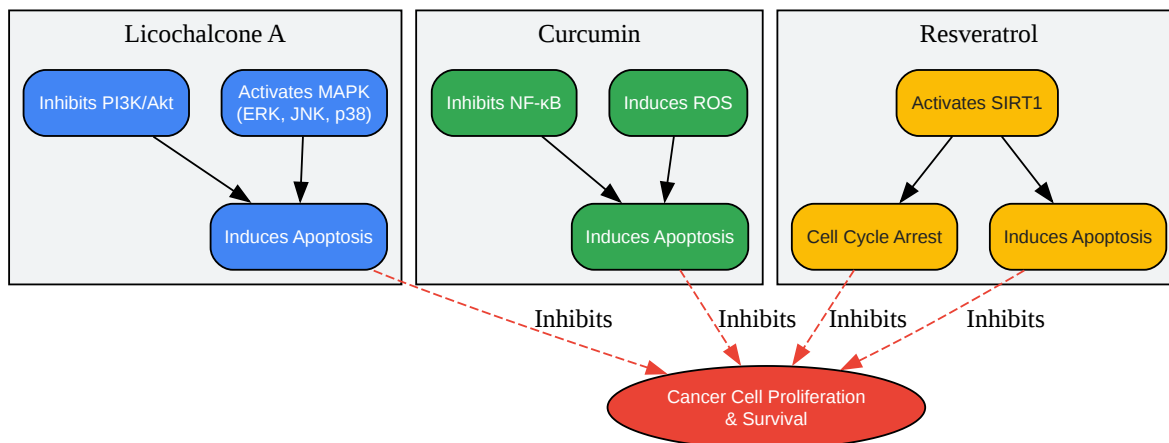 Licochalcone A
Curcumin
Resveratrol
Inhibits PI3K/Akt
Activates MAPK
(ERK, JNK, p38)
Inhibits NF-κB
Induces ROS
Activates SIRT1
Induces Apoptosis
Induces Apoptosis
Cell Cycle Arrest
Induces Apoptosis
Inhibits
Inhibits
Inhibits
Inhibits
Cancer Cell Proliferation
& Survival